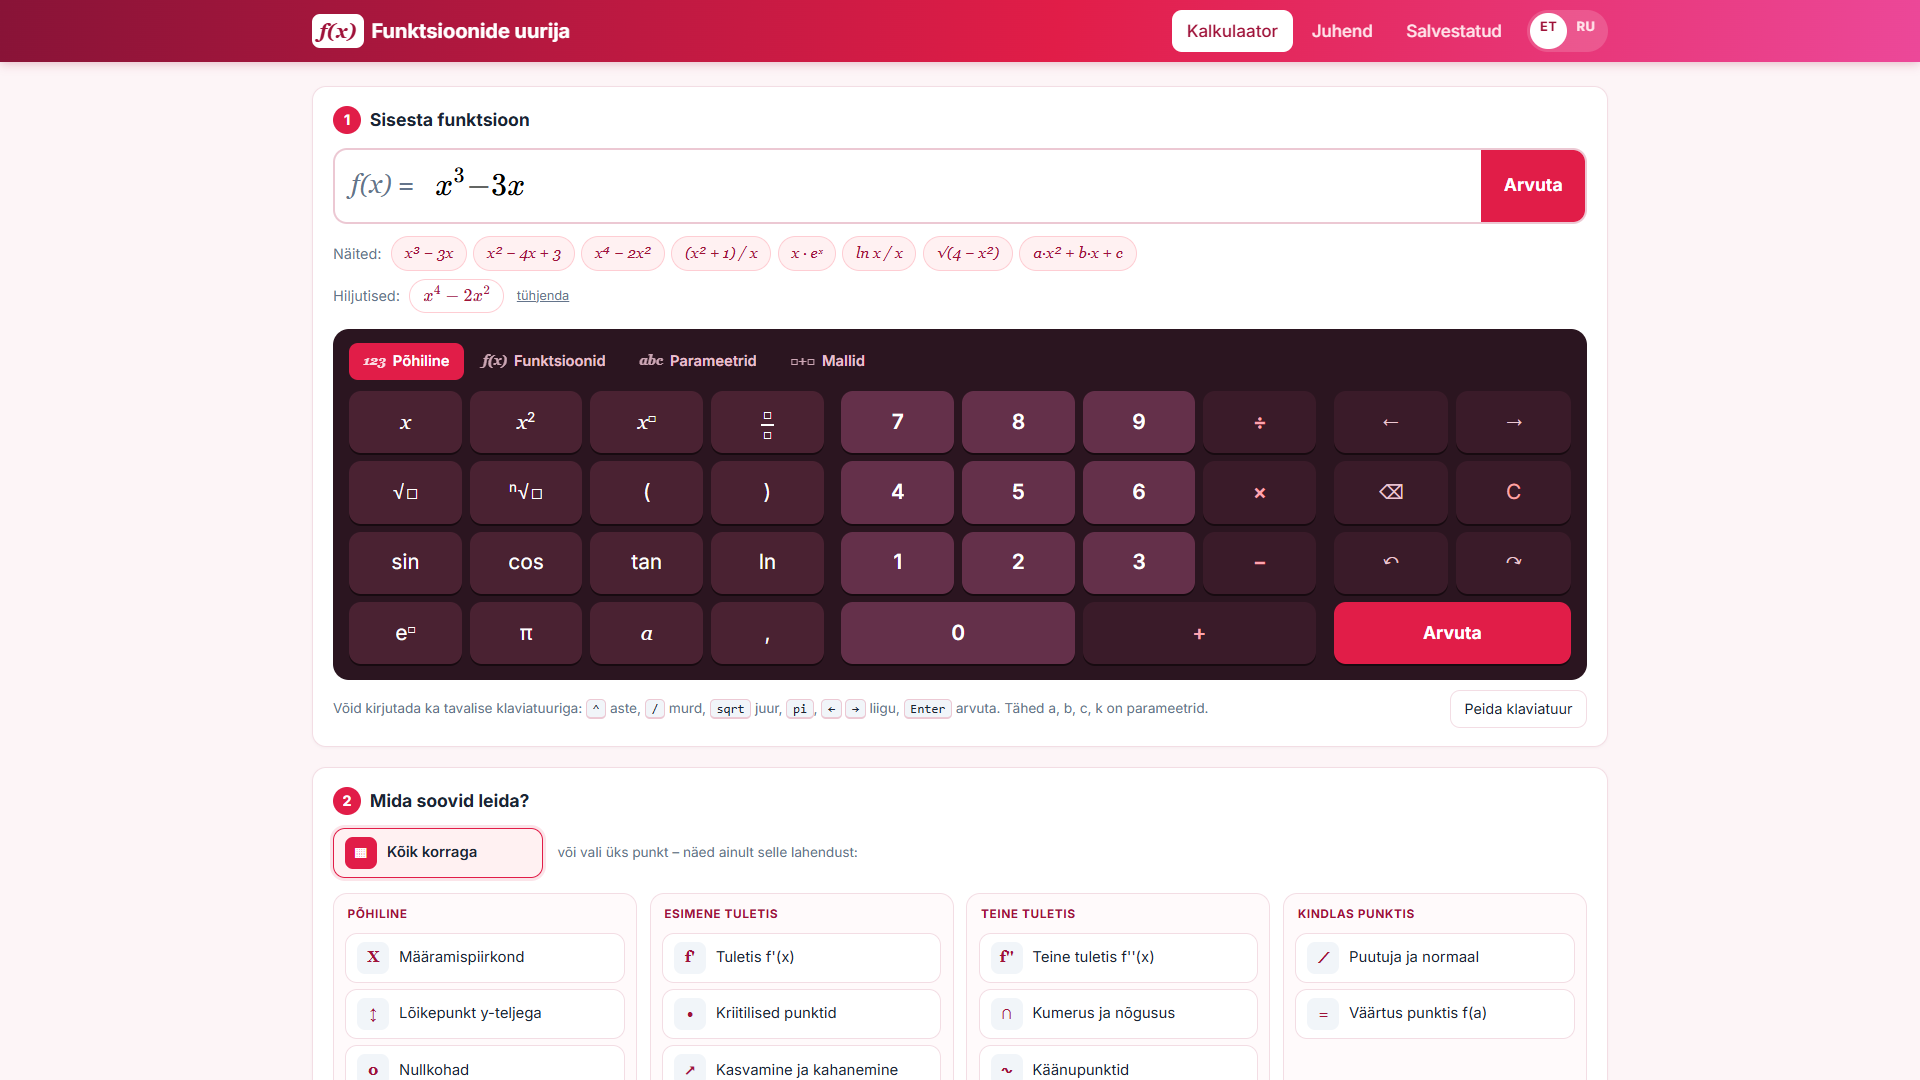 f(x) Funktsioonide uurija Kalkulaator Juhend Salvestatud ET RU
1 Sisesta funktsioon
f(x) = x³−3x Arvuta
Näited: x³ − 3x x² − 4x + 3 x⁴ − 2x² (x² + 1) / x x · eˣ ln x / x √(4 − x²) a·x² + b·x + c
Hiljutised: x⁴ − 2x² tühjenda
123 Põhiline f(x) Funktsioonid abc Parameetrid □+□ Mallid
x x² x^□ □/□ 7 8 9 ÷ ← →
√□ ⁿ√□ ( ) 4 5 6 × ⌫ C
sin cos tan ln 1 2 3 − ↶ ↷
e^□ π a , 0 + Arvuta
Võid kirjutada ka tavalise klaviatuuriga: ^ aste, / murd, sqrt juur, pi, ← → liigu, Enter arvuta. Tähed a, b, c, k on parameetrid. Peida klaviatuur
2 Mida soovid leida?
▦ Kõik korraga või vali üks punkt – näed ainult selle lahendust:
PÕHILINE ESIMENE TULETIS TEINE TULETIS KINDLAS PUNKTIS
X Määramispiirkond f' Tuletis f'(x) f'' Teine tuletis f''(x) ⁄ Puutuja ja normaal
↕ Lõikepunkt y-teljega • Kriitilised punktid ∩ Kumerus ja nõgusus = Väärtus punktis f(a)
0 Nullkohad ↗ Kasvamine ja kahanemine ~ Käänupunktid